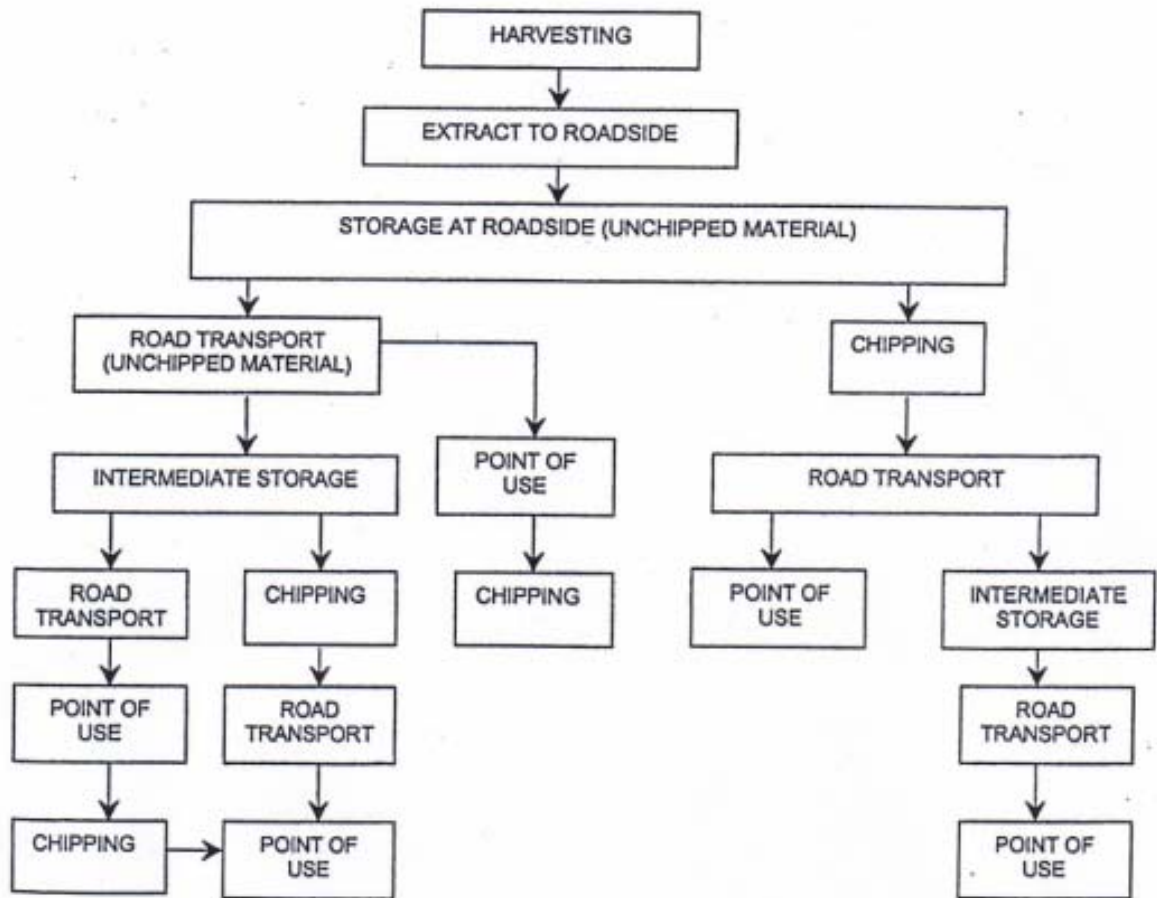 HARVESTING
EXTRACT TO ROADSIDE
STORAGE AT ROADSIDE (UNCHIPPED MATERIAL)
ROAD TRANSPORT
(UNCHIPPED MATERIAL)
CHIPPING
INTERMEDIATE STORAGE
POINT OF
USE
ROAD TRANSPORT
ROAD
TRANSPORT
CHIPPING
CHIPPING
POINT OF
USE
INTERMEDIATE
STORAGE
POINT OF
USE
ROAD
TRANSPORT
ROAD
TRANSPORT
CHIPPING
POINT OF
USE
POINT OF
USE